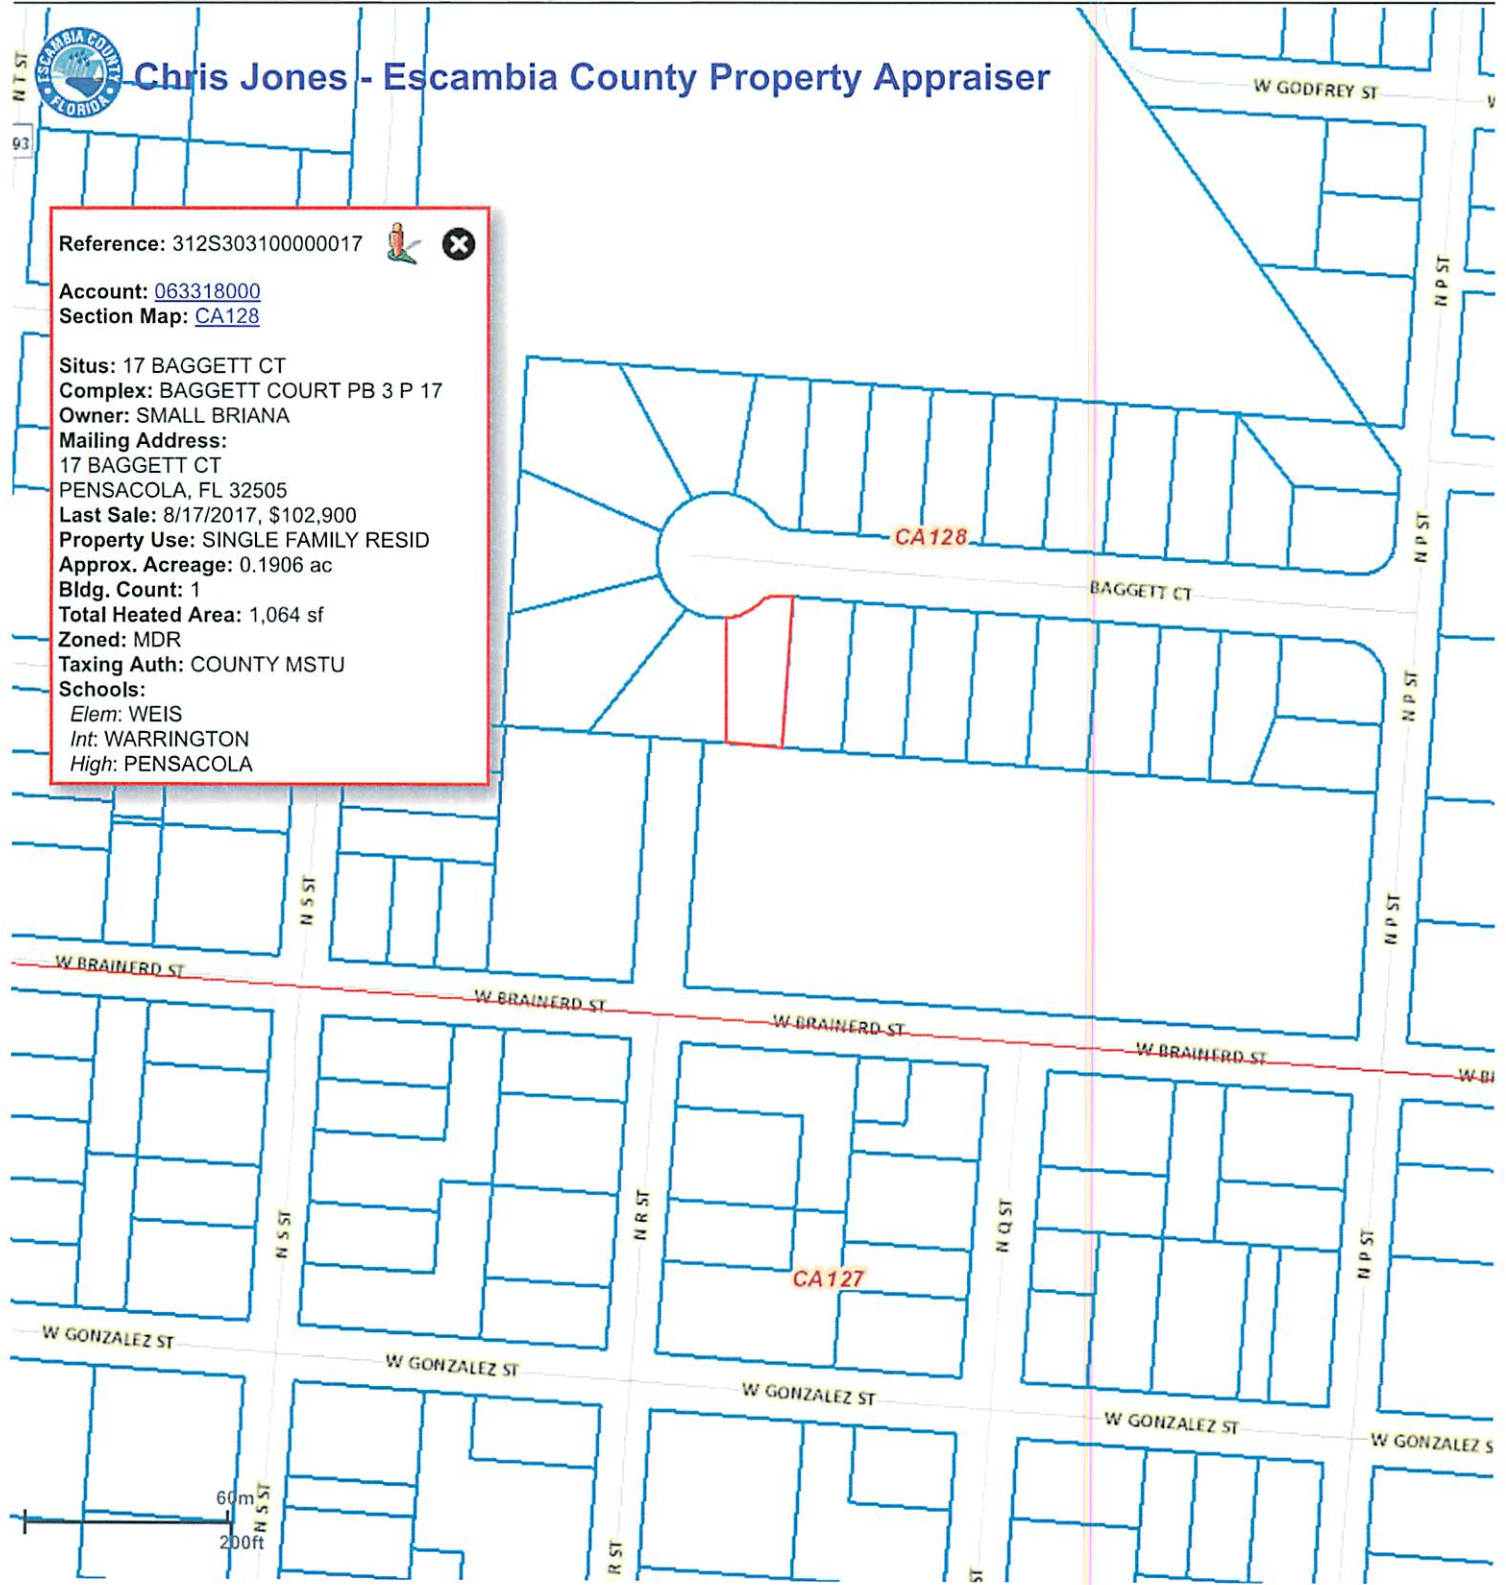 ESCAMBIA COUNTY
FLORIDA
Chris Jones - Escambia County Property Appraiser
N T ST
93
W GODFREY ST
Reference: 312S303100000017
Account: 063318000
Section Map: CA128
Situs: 17 BAGGETT CT
Complex: BAGGETT COURT PB 3 P 17
Owner: SMALL BRIANA
Mailing Address:
17 BAGGETT CT
PENSACOLA, FL 32505
Last Sale: 8/17/2017, $102,900
Property Use: SINGLE FAMILY RESID
Approx. Acreage: 0.1906 ac
Bldg. Count: 1
Total Heated Area: 1,064 sf
Zoned: MDR
Taxing Auth: COUNTY MSTU
Schools:
Elem: WEIS
Int: WARRINGTON
High: PENSACOLA
N P ST
CA128
N P ST
BAGGETT CT
N P ST
N S ST
N P ST
W BRAINERD ST
W BRAINERD ST
W BRAINERD ST
W BRAINERD ST
W BI
N S ST
N R ST
N Q ST
N P ST
CA127
W GONZALEZ ST
W GONZALEZ ST
W GONZALEZ ST
W GONZALEZ ST
W GONZALEZ S
60m
200ft
N S ST
R ST
ST